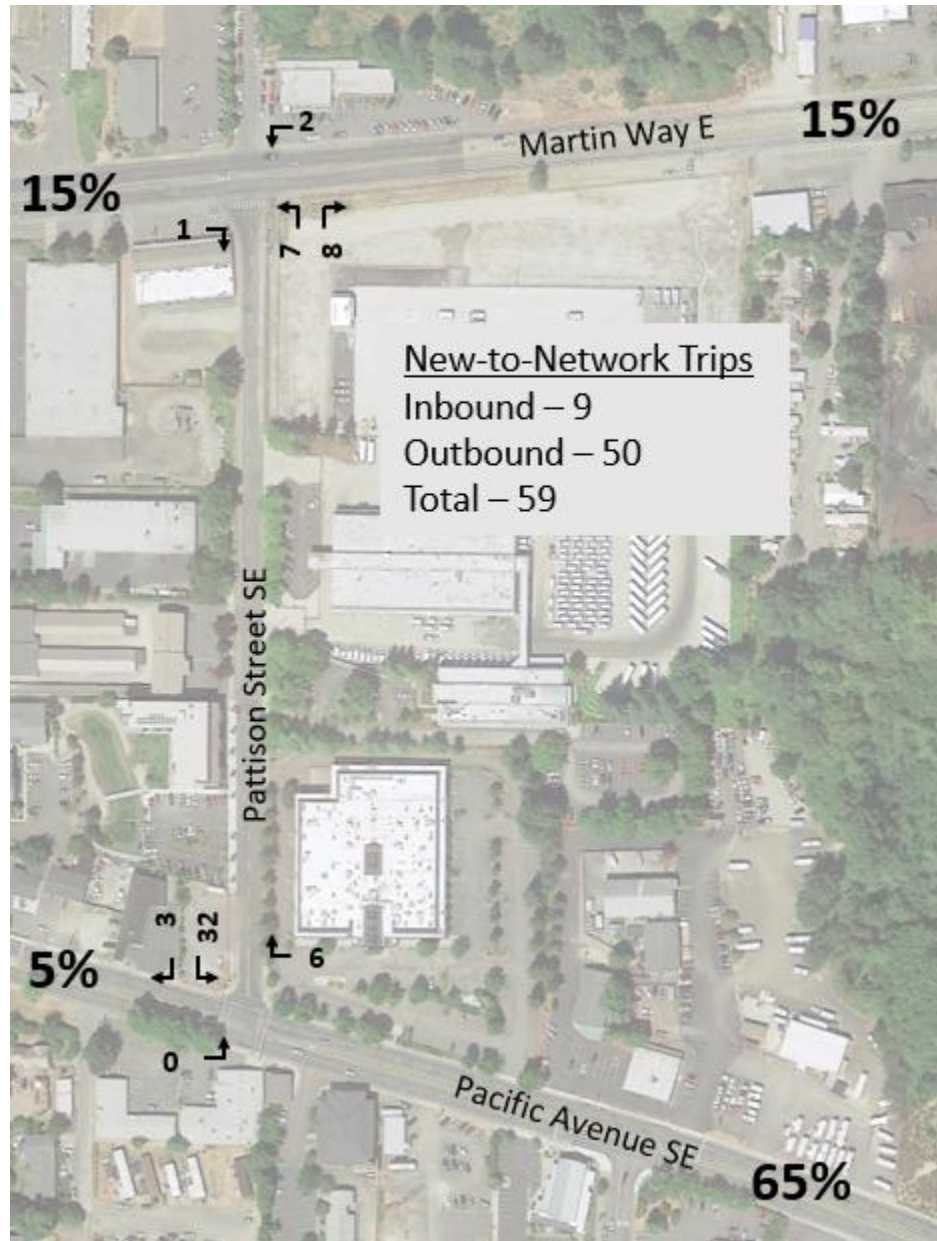 2
Martin Way E
15%
15%
1
7
8
New-to-Network Trips
Inbound – 9
Outbound – 50
Total – 59
Pattison Street SE
3
32
5%
6
0
Pacific Avenue SE
65%